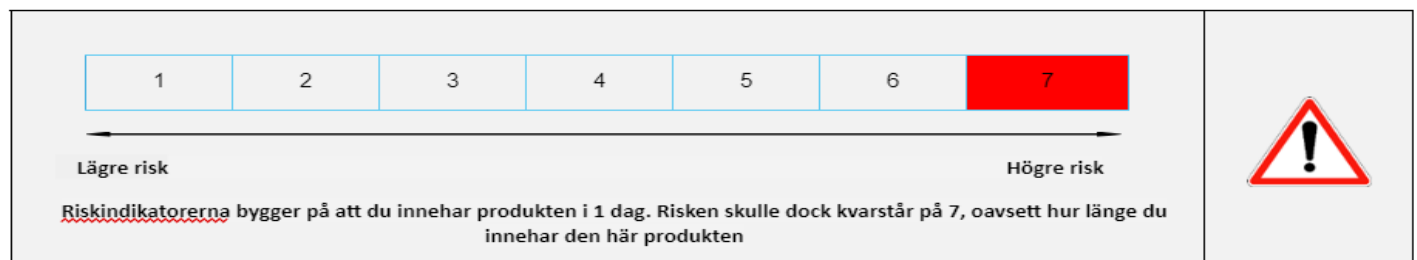 1 2 3 4 5 6 7
Lägre risk Högre risk
Riskindikatorerna bygger på att du innehar produkten i 1 dag. Risken skulle dock kvarstår på 7, oavsett hur länge du
innehar den här produkten